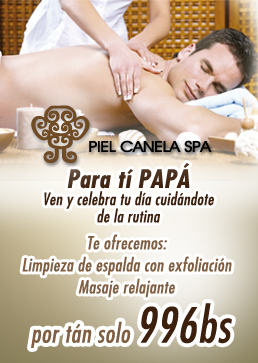 PIEL CANELA SPA
Para tí PAPÁ
Ven y celebra tu día cuidándote
de la rutina
Te ofrecemos:
Limpieza de espalda con exfoliación
Masaje relajante
por tán solo 996bs